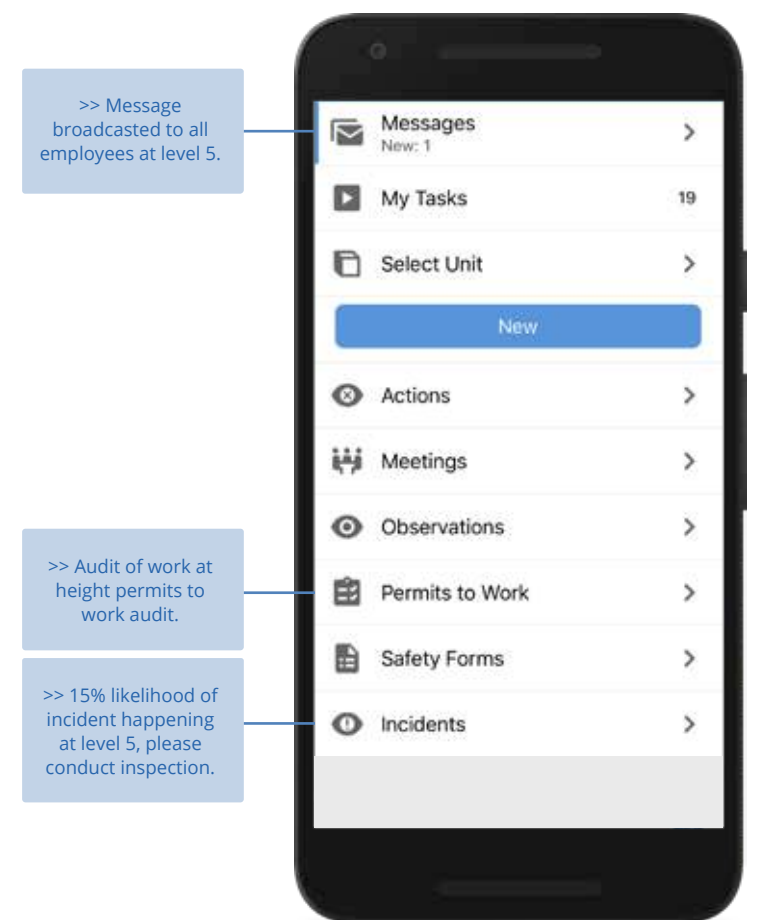 >> Message
broadcasted to all
employees at level 5.
Messages
New: 1
My Tasks 19
Select Unit
New
Actions
Meetings
Observations
>> Audit of work at
height permits to
work audit.
Permits to Work
Safety Forms
>> 15% likelihood of
incident happening
at level 5, please
conduct inspection.
Incidents